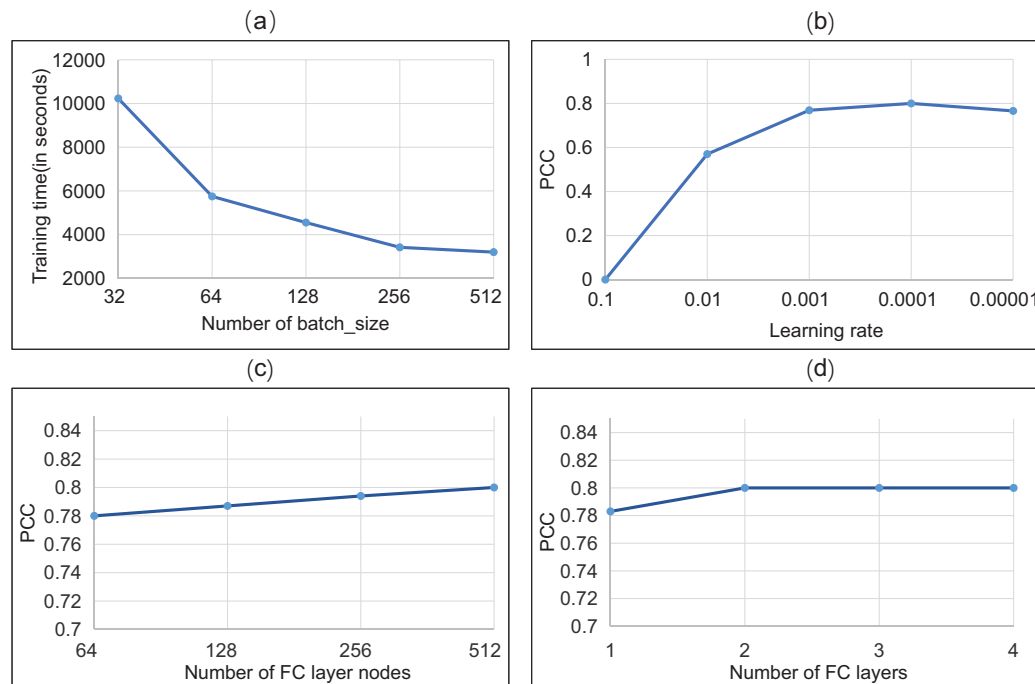 (a)
Training time(in seconds)
12000
10000
8000
6000
4000
2000
32 64 128 256 512
Number of batch_size
(b)
PCC
1
0.8
0.6
0.4
0.2
0
0.1 0.01 0.001 0.0001 0.00001
Learning rate
(c)
PCC
0.84
0.82
0.8
0.78
0.76
0.74
0.72
0.7
64 128 256 512
Number of FC layer nodes
(d)
PCC
0.84
0.82
0.8
0.78
0.76
0.74
0.72
0.7
1 2 3 4
Number of FC layers